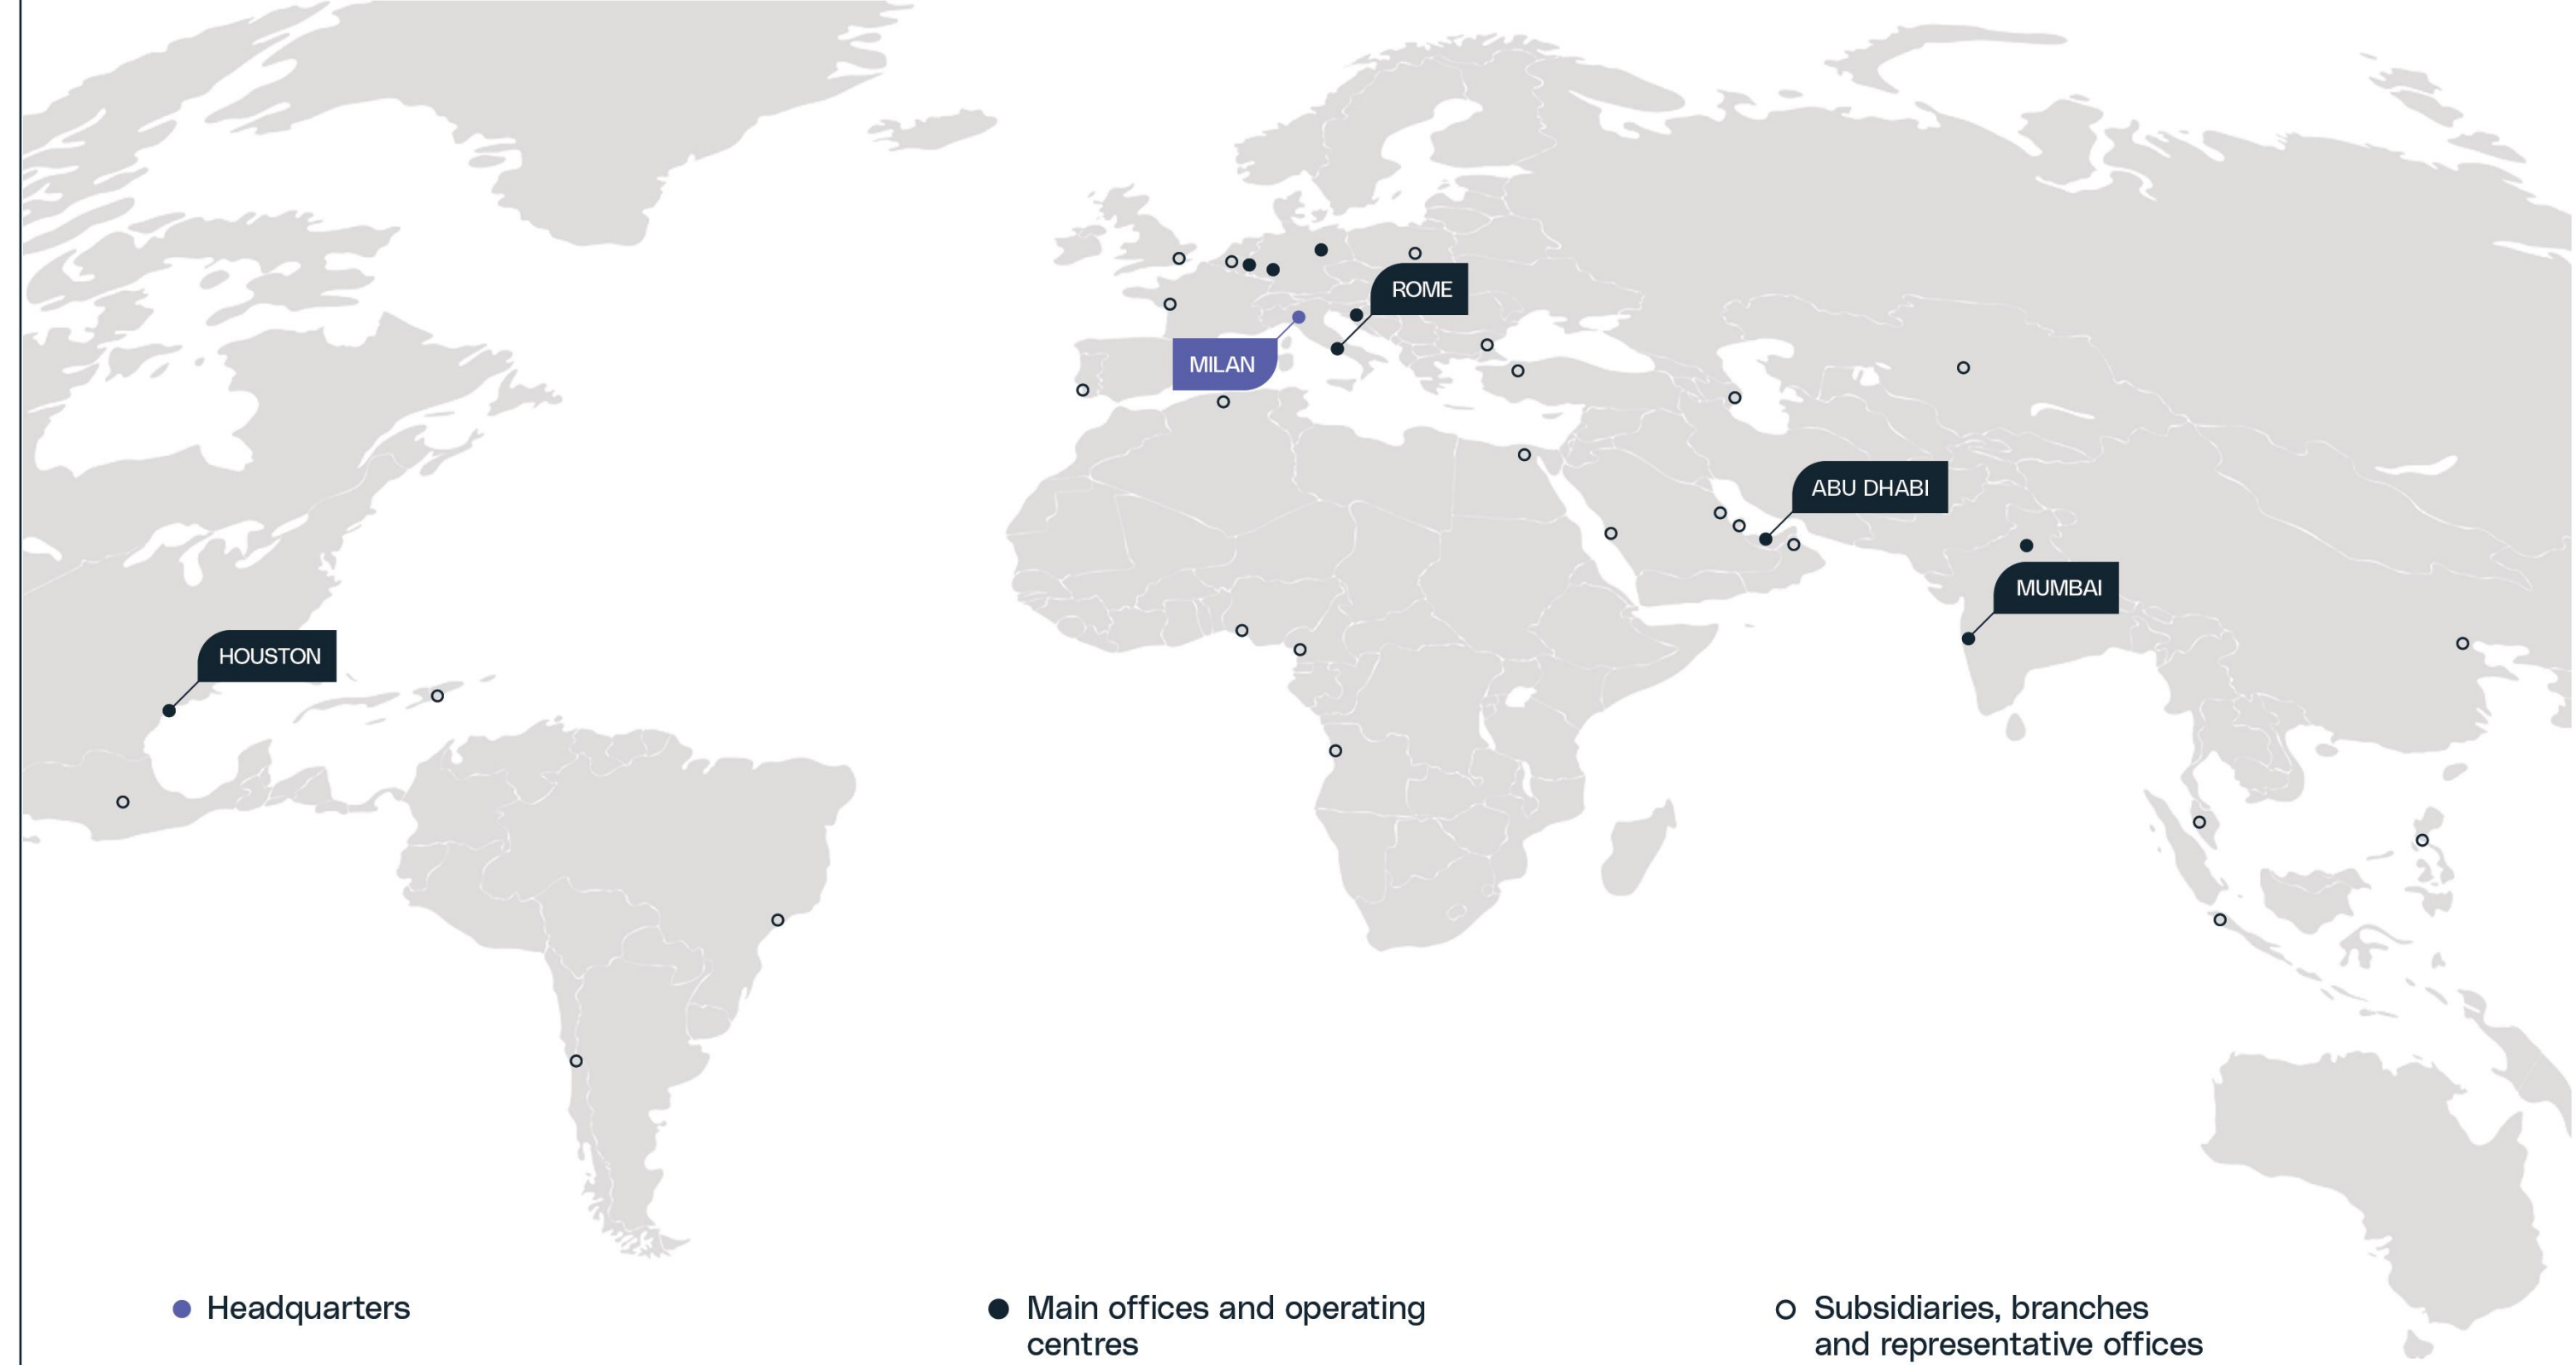 ROME
MILAN
ABU DHABI
MUMBAI
HOUSTON
Headquarters
Main offices and operating
centres
Subsidiaries, branches
and representative offices